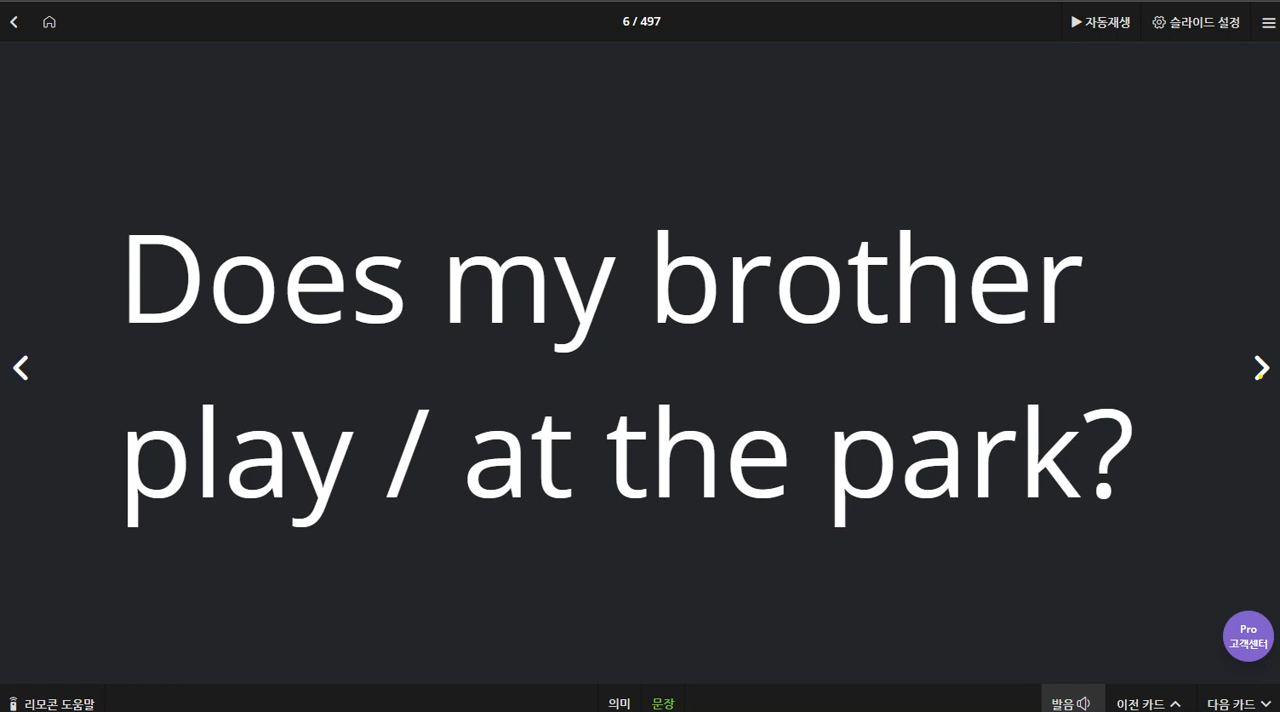 6 / 497
자동재생
슬라이드 설정
Does my brother
play / at the park?
Pro
고객센터
리모콘 도움말
의미
문장
발음
이전 카드
다음 카드